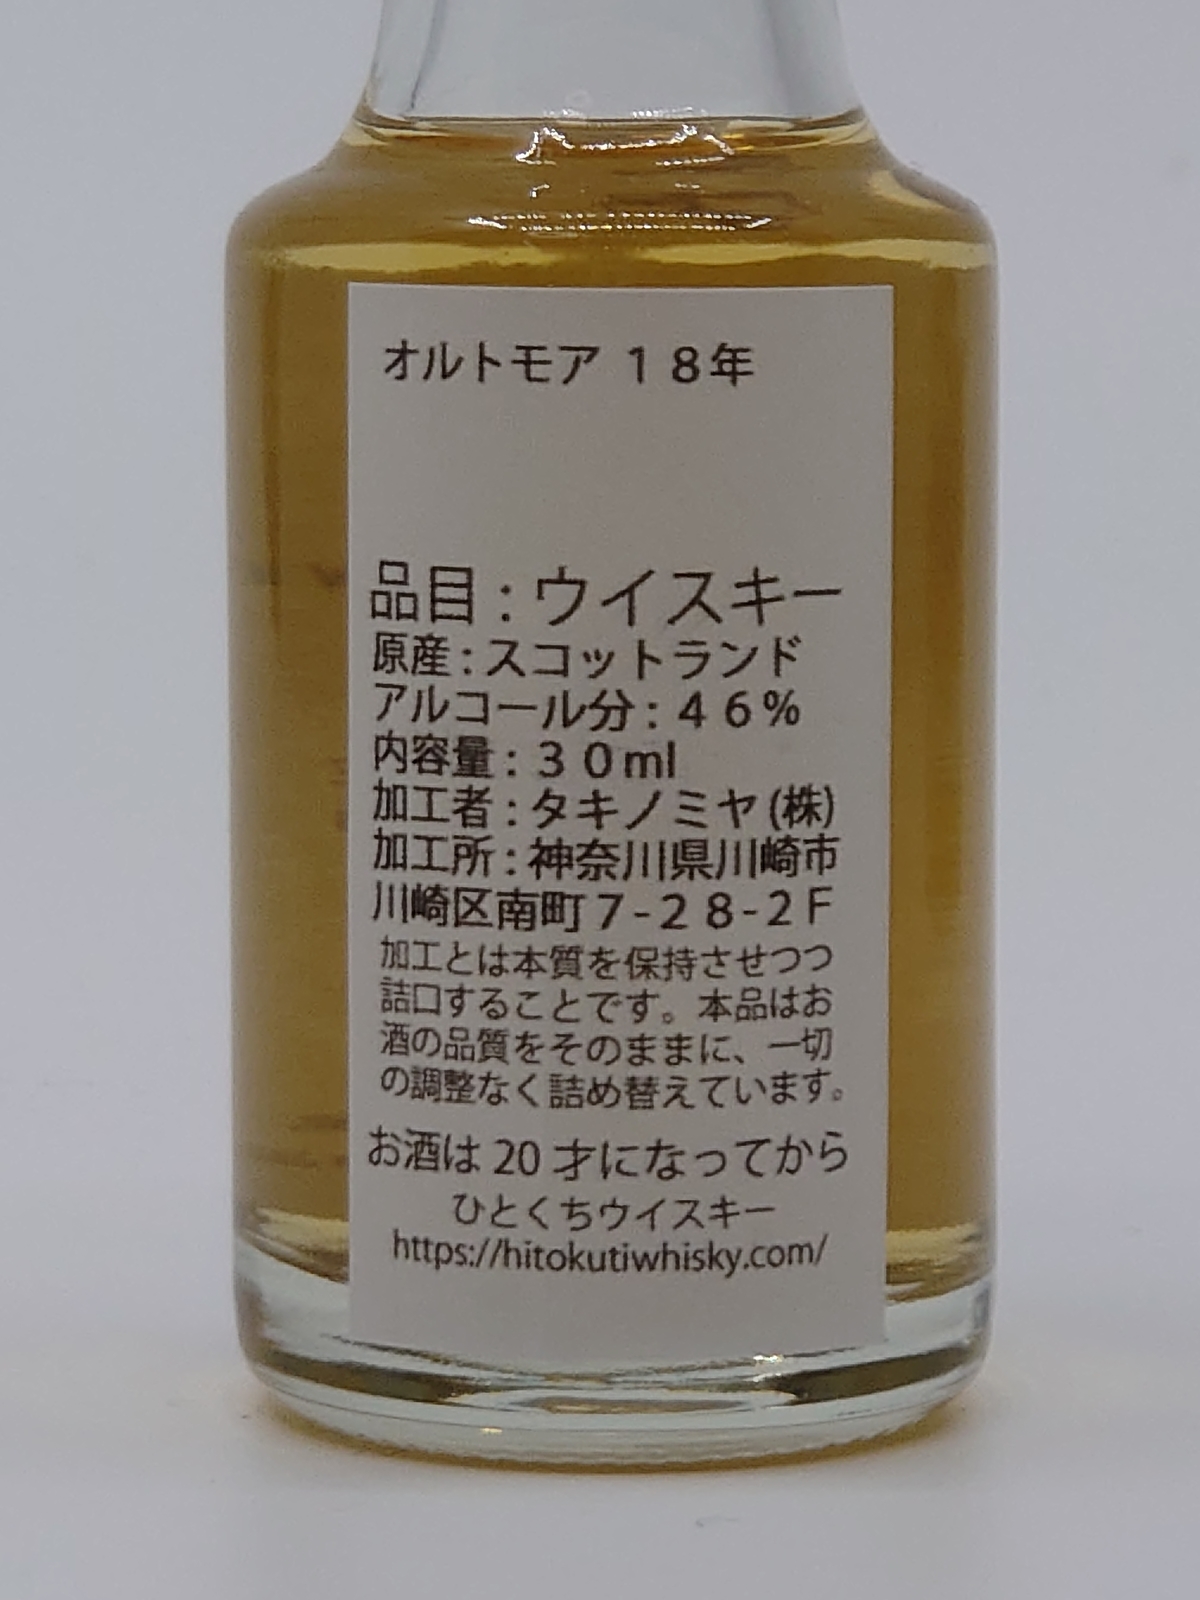 オルトモア １８年
品目：ウイスキー
原産：スコットランド
アルコール分：４６％
内容量：３０ml
加工者：タキノミヤ(株)
加工所：神奈川県川崎市
川崎区南町７-２８-２F
加工とは本質を保持させつつ
詰口することです。本品はお
酒の品質をそのままに、一切
の調整なく詰め替えています。
お酒は 20 才になってから
ひとくちウイスキー
https://hitokutiwhisky.com/